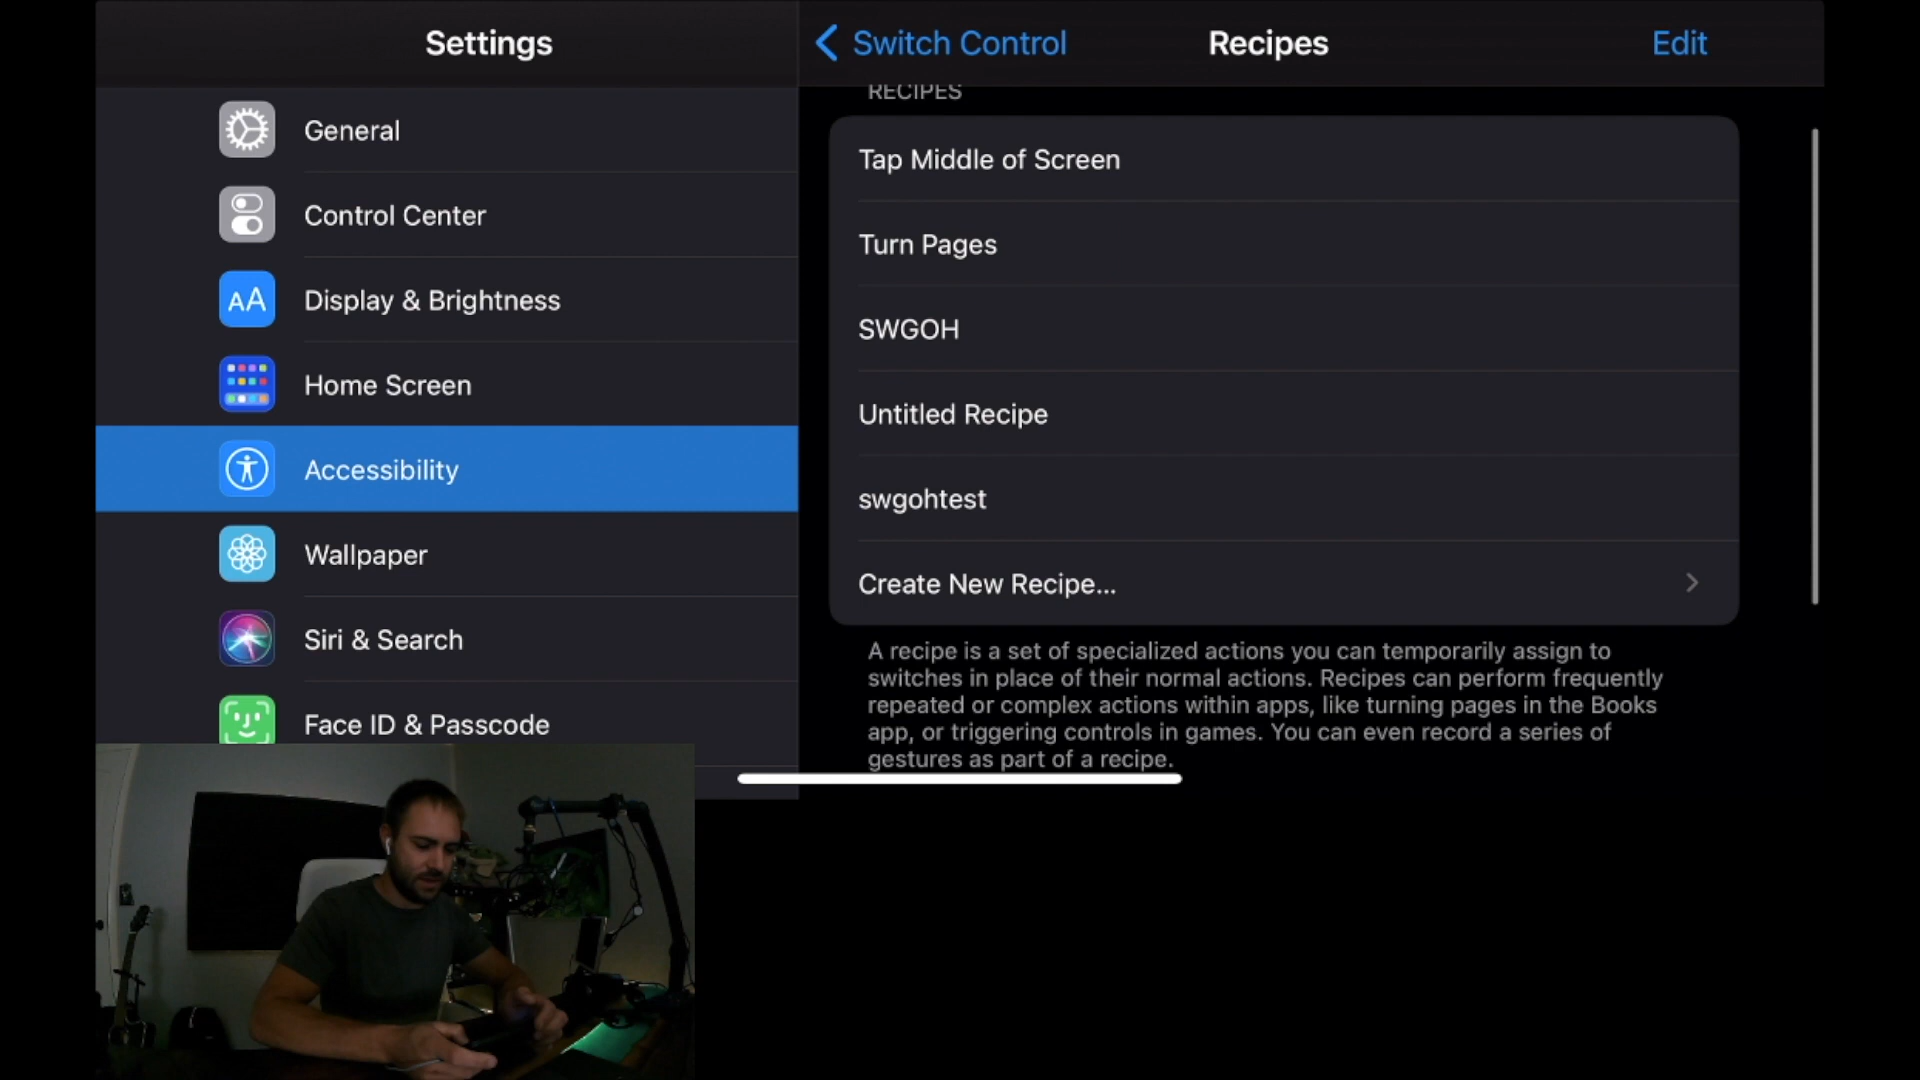 Settings
General
Control Center
AA
Display & Brightness
Home Screen
Accessibility
Wallpaper
Siri & Search
Face ID & Passcode
Switch Control
Recipes
Edit
RECIPES
Tap Middle of Screen
Turn Pages
SWGOH
Untitled Recipe
swgohtest
Create New Recipe...
A recipe is a set of specialized actions you can temporarily assign to
switches in place of their normal actions. Recipes can perform frequently
repeated or complex actions within apps, like turning pages in the Books
app, or triggering controls in games. You can even record a series of
gestures as part of a recipe.